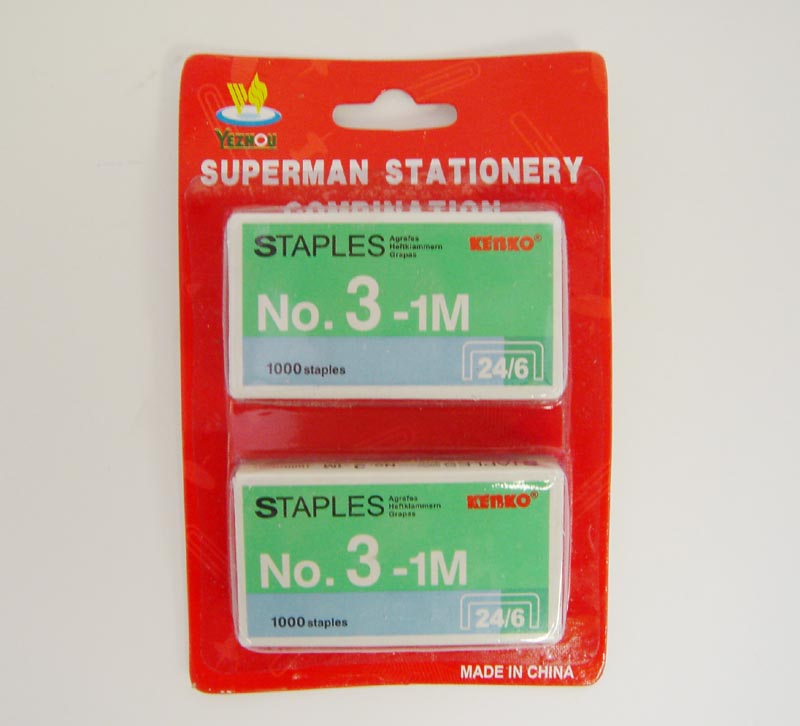 YEZHOU
SUPERMAN STATIONERY
COMBINATION
STAPLES
Agrafes
Heftklammern
Grapas
KENKO®
No. 3 -1M
1000 staples
24/6
STAPLES
Agrafes
Heftklammern
Grapas
KENKO®
No. 3 -1M
1000 staples
24/6
MADE IN CHINA